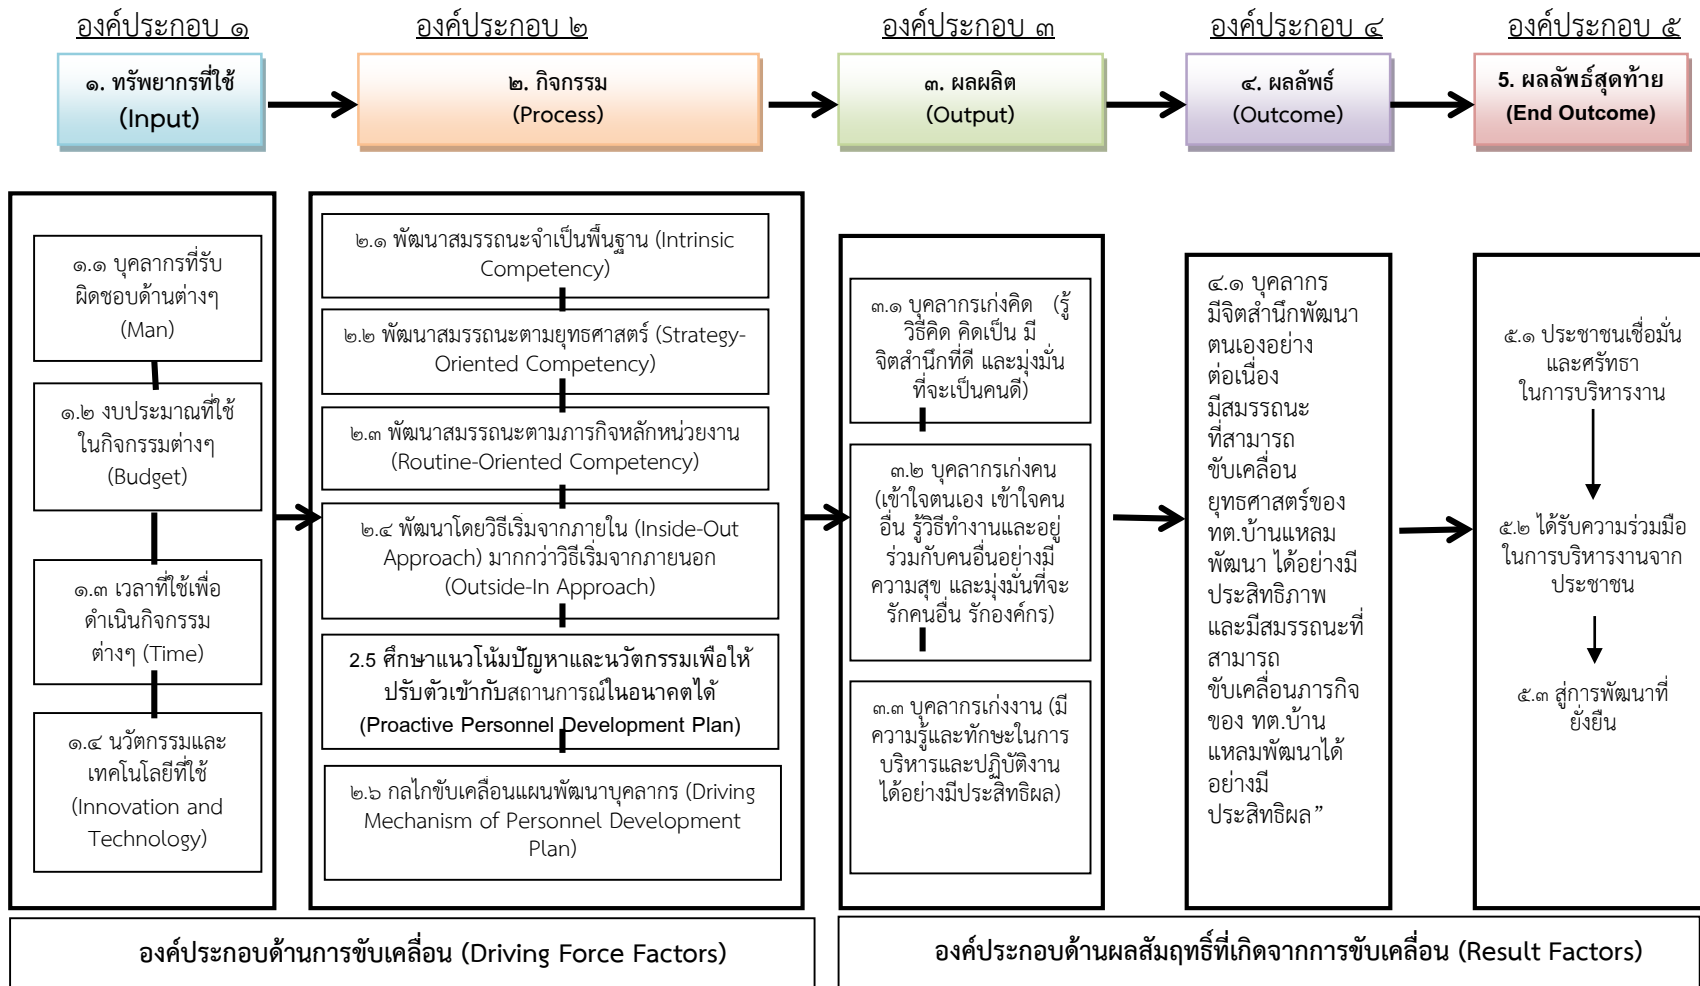 องค์ประกอบ ๑
องค์ประกอบ ๒
องค์ประกอบ ๓
องค์ประกอบ ๔
องค์ประกอบ ๕
๑. ทรัพยากรที่ใช้
(Input)
๒. กิจกรรม
(Process)
๓. ผลผลิต
(Output)
๔. ผลลัพธ์
(Outcome)
5. ผลลัพธ์สุดท้าย
(End Outcome)
๑.๑ บุคลากรที่รับ
ผิดชอบด้านต่างๆ
(Man)
๑.๒ งบประมาณที่ใช้
ในกิจกรรมต่างๆ
(Budget)
๑.๓ เวลาที่ใช้เพื่อ
ดำเนินกิจกรรม
ต่างๆ (Time)
๑.๔ นวัตกรรมและ
เทคโนโลยีที่ใช้
(Innovation and
Technology)
๒.๑ พัฒนาสมรรถนะจำเป็นพื้นฐาน (Intrinsic
Competency)
๒.๒ พัฒนาสมรรถนะตามยุทธศาสตร์ (Strategy-
Oriented Competency)
๒.๓ พัฒนาสมรรถนะตามภารกิจหลักหน่วยงาน
(Routine-Oriented Competency)
๒.๔ พัฒนาโดยวิธีเริ่มจากภายใน (Inside-Out
Approach) มากกว่าวิธีเริ่มจากภายนอก
(Outside-In Approach)
2.5 ศึกษาแนวโน้มปัญหาและนวัตกรรมเพื่อให้
ปรับตัวเข้ากับสถานการณ์ในอนาคตได้
(Proactive Personnel Development Plan)
๒.๖ กลไกขับเคลื่อนแผนพัฒนาบุคลากร (Driving
Mechanism of Personnel Development
Plan)
๓.๑ บุคลากรเก่งคิด (รู้
วิธีคิด คิดเป็น มี
จิตสำนึกที่ดี และมุ่งมั่น
ที่จะเป็นคนดี)
๓.๒ บุคลากรเก่งคน
(เข้าใจตนเอง เข้าใจคน
อื่น รู้วิธีทำงานและอยู่
ร่วมกับคนอื่นอย่างมี
ความสุข และมุ่งมั่นที่จะ
รักคนอื่น รักองค์กร)
๓.๓ บุคลากรเก่งงาน (มี
ความรู้และทักษะในการ
บริหารและปฏิบัติงาน
ได้อย่างมีประสิทธิผล)
๔.๑ บุคลากร
มีจิตสำนึกพัฒนา
ตนเองอย่าง
ต่อเนื่อง
มีสมรรถนะ
ที่สามารถ
ขับเคลื่อน
ยุทธศาสตร์ของ
ทต.บ้านแหลม
พัฒนา ได้อย่างมี
ประสิทธิภาพ
และมีสมรรถนะที่
สามารถ
ขับเคลื่อนภารกิจ
ของ ทต.บ้าน
แหลมพัฒนาได้
อย่างมี
ประสิทธิผล”
๕.๑ ประชาชนเชื่อมั่น
และศรัทธา
ในการบริหารงาน
๕.๒ ได้รับความร่วมมือ
ในการบริหารงานจาก
ประชาชน
๕.๓ สู่การพัฒนาที่
ยั่งยืน
องค์ประกอบด้านการขับเคลื่อน (Driving Force Factors)
องค์ประกอบด้านผลสัมฤทธิ์ที่เกิดจากการขับเคลื่อน (Result Factors)